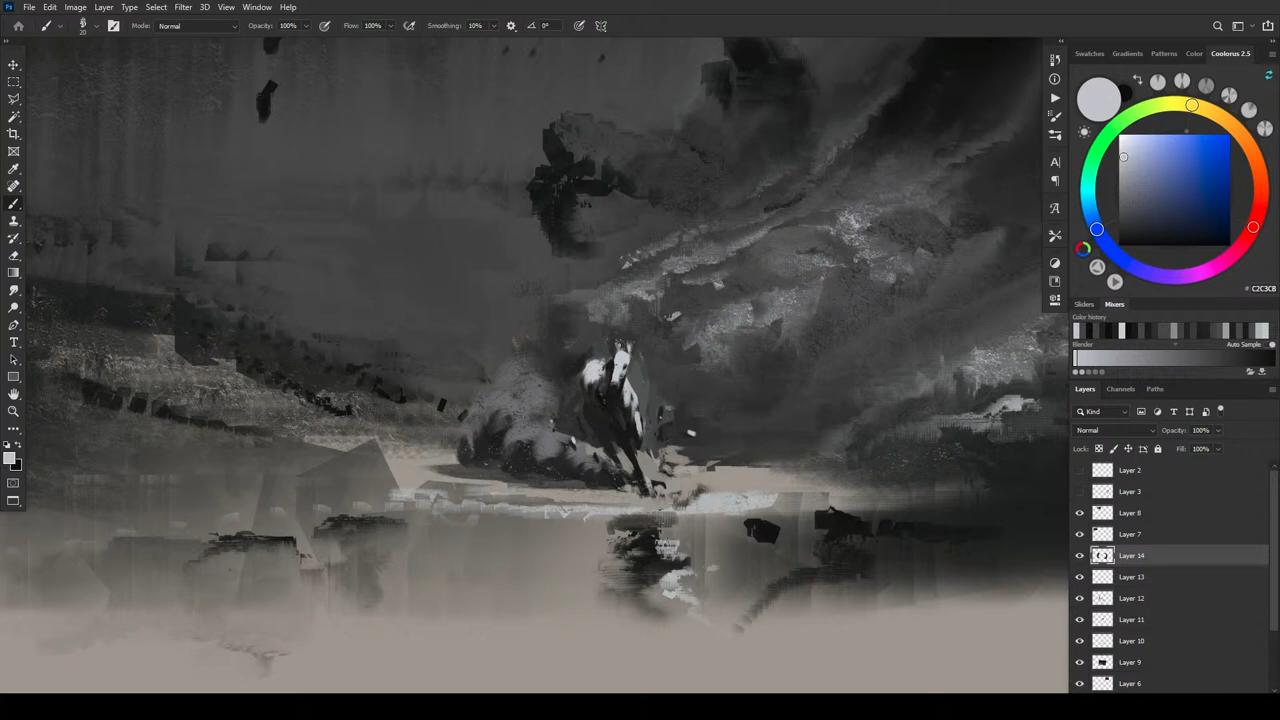 Ps File Edit Image Layer Type Select Filter 3D View Window Help
20 Mode: Normal Opacity: 100% Flow: 100% Smoothing: 10% 0°
Swatches Gradients Patterns Color Coolorus 2.5
# C2C3CB
Sliders Mixers
Color history
Blender Auto Sample
Layers Channels Paths
Kind
Normal Opacity: 100%
Lock: Fill: 100%
Layer 2
Layer 3
Layer 8
Layer 7
Layer 14
Layer 13
Layer 12
Layer 11
Layer 10
Layer 9
Layer 6